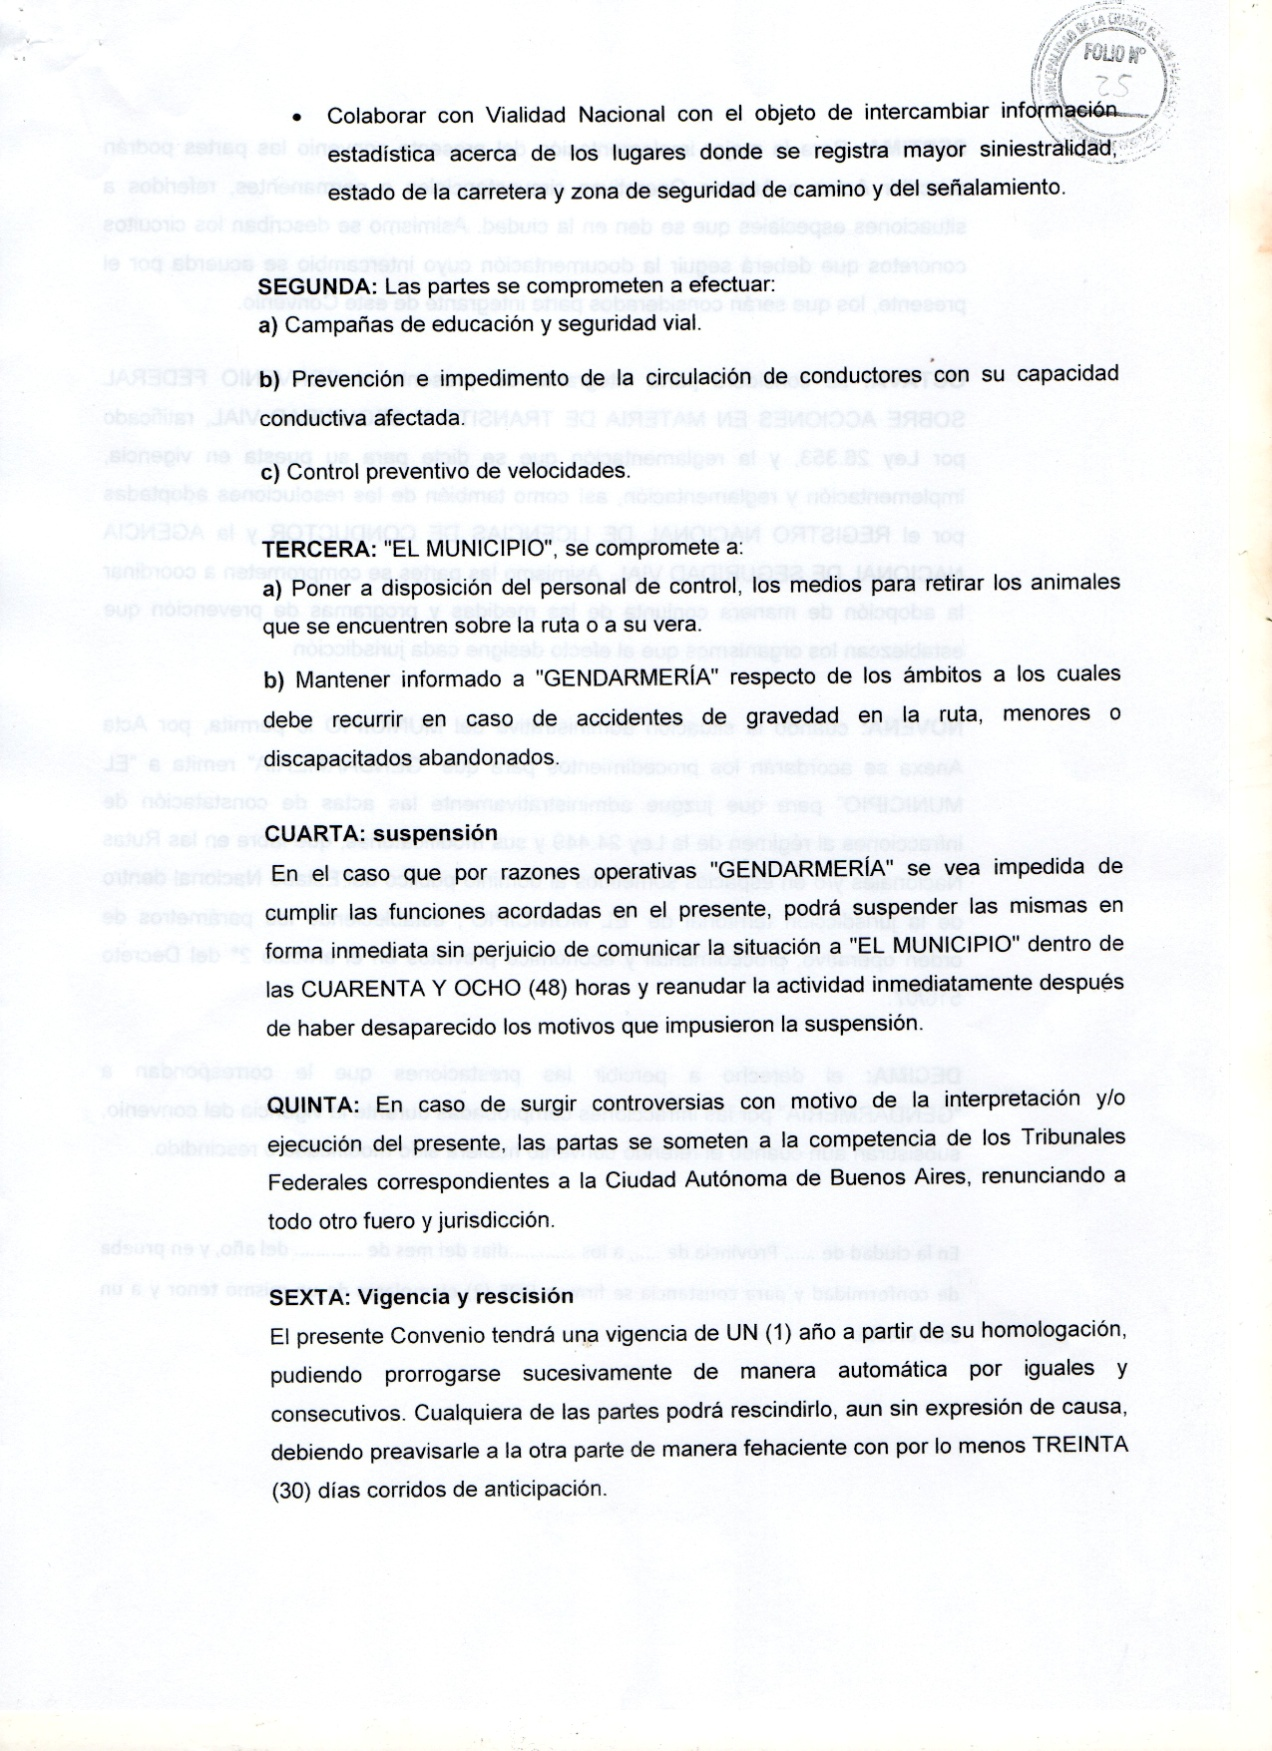 FOLIO Nº
25
• Colaborar con Vialidad Nacional con el objeto de intercambiar información
estadística acerca de los lugares donde se registra mayor siniestralidad,
estado de la carretera y zona de seguridad de camino y del señalamiento.
SEGUNDA: Las partes se comprometen a efectuar:
a) Campañas de educación y seguridad vial.
b) Prevención e impedimento de la circulación de conductores con su capacidad
conductiva afectada.
c) Control preventivo de velocidades.
TERCERA: "EL MUNICIPIO", se compromete a:
a) Poner a disposición del personal de control, los medios para retirar los animales
que se encuentren sobre la ruta o a su vera.
b) Mantener informado a "GENDARMERÍA" respecto de los ámbitos a los cuales
debe recurrir en caso de accidentes de gravedad en la ruta, menores o
discapacitados abandonados.
CUARTA: suspensión
En el caso que por razones operativas "GENDARMERÍA" se vea impedida de
cumplir las funciones acordadas en el presente, podrá suspender las mismas en
forma inmediata sin perjuicio de comunicar la situación a "EL MUNICIPIO" dentro de
las CUARENTA Y OCHO (48) horas y reanudar la actividad inmediatamente después
de haber desaparecido los motivos que impusieron la suspensión.
QUINTA: En caso de surgir controversias con motivo de la interpretación y/o
ejecución del presente, las partas se someten a la competencia de los Tribunales
Federales correspondientes a la Ciudad Autónoma de Buenos Aires, renunciando a
todo otro fuero y jurisdicción.
SEXTA: Vigencia y rescisión
El presente Convenio tendrá una vigencia de UN (1) año a partir de su homologación,
pudiendo prorrogarse sucesivamente de manera automática por iguales y
consecutivos. Cualquiera de las partes podrá rescindirlo, aun sin expresión de causa,
debiendo preavisarle a la otra parte de manera fehaciente con por lo menos TREINTA
(30) días corridos de anticipación.